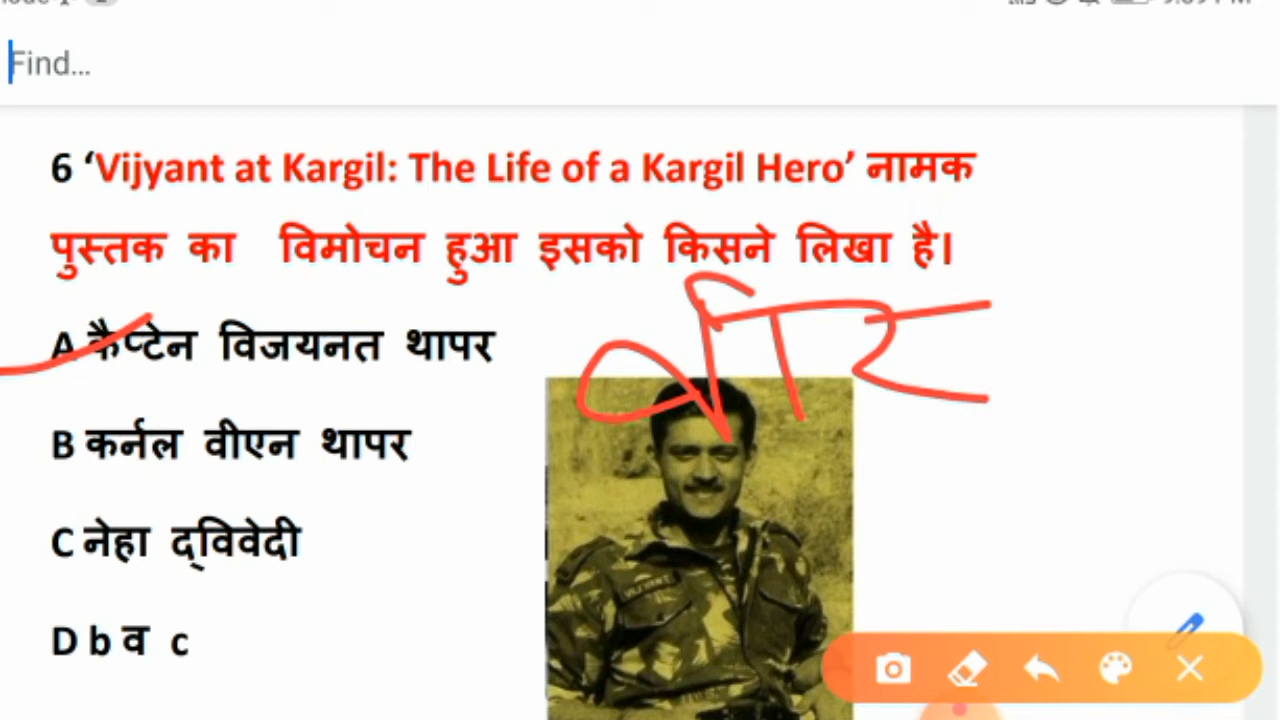 Find...
6 ‘Vijyant at Kargil: The Life of a Kargil Hero’ नामक
पुस्तक का विमोचन हुआ इसको किसने लिखा है।
A कैप्टेन विजयनत थापर
B कर्नल वीएन थापर
C नेहा द्विवेदी
D b व c